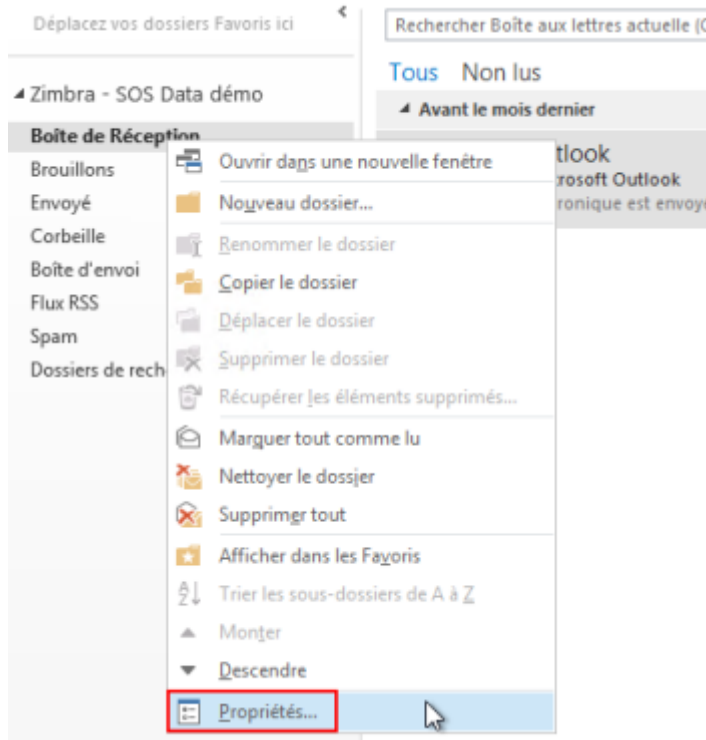 Déplacez vos dossiers Favoris ici
Rechercher Boîte aux lettres actuelle
Tous Non lus
Zimbra - SOS Data démo
Avant le mois dernier
Boîte de Réception
Brouillons
Envoyé
Corbeille
Boîte d'envoi
Flux RSS
Spam
Dossiers de rech
tlook
rosoft Outlook
ronique est envoy
Ouvrir dans une nouvelle fenêtre
Nouveau dossier...
Renommer le dossier
Copier le dossier
Déplacer le dossier
Supprimer le dossier
Récupérer les éléments supprimés...
Marquer tout comme lu
Nettoyer le dossier
Supprimer tout
Afficher dans les Favoris
Trier les sous-dossiers de A à Z
Monter
Descendre
Propriétés...